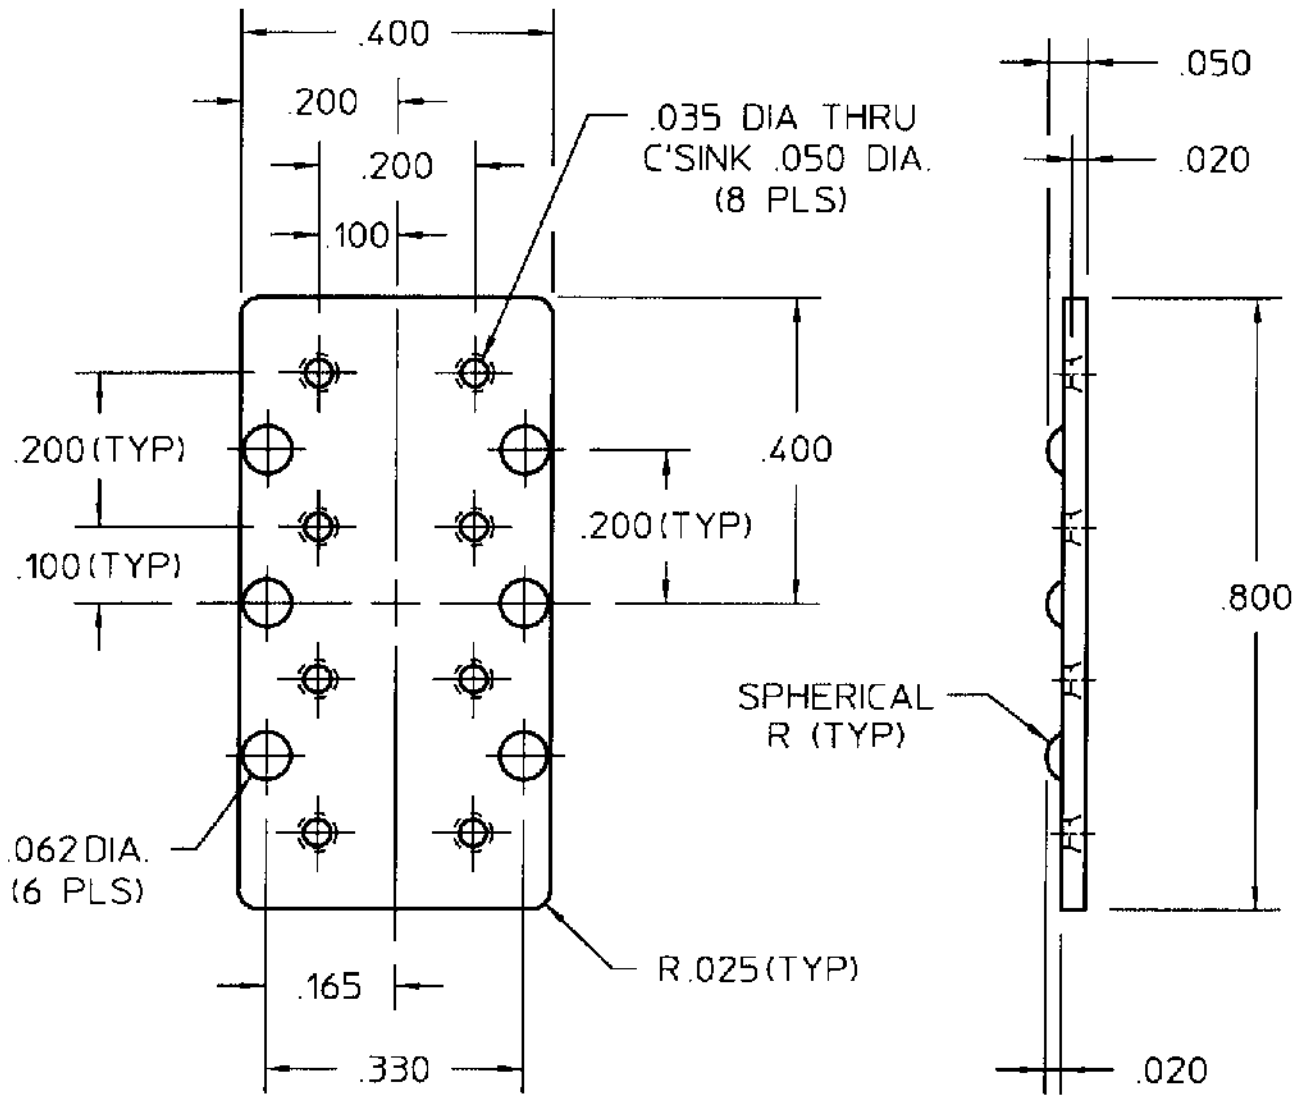 .400
.050
.200
.035 DIA THRU
C'SINK .050 DIA.
(8 PLS)
.200
.020
.100
.200(TYP)
.400
.200(TYP)
.100(TYP)
.800
SPHERICAL
R (TYP)
.062 DIA.
(6 PLS)
R.025(TYP)
.165
.330
.020